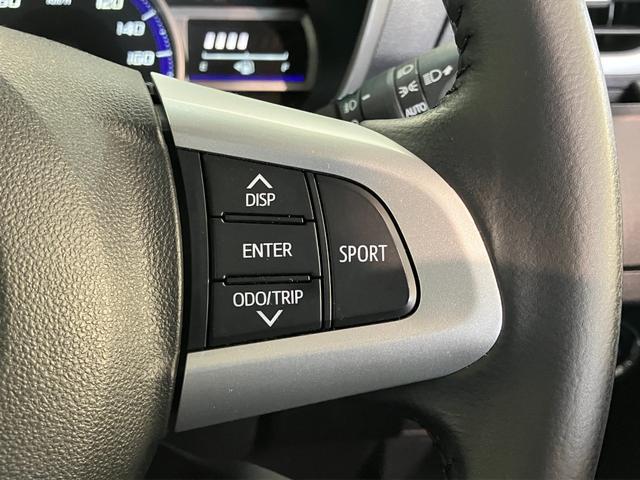 120
140
160
AUTO
DISP
ENTER
SPORT
ODO/TRIP